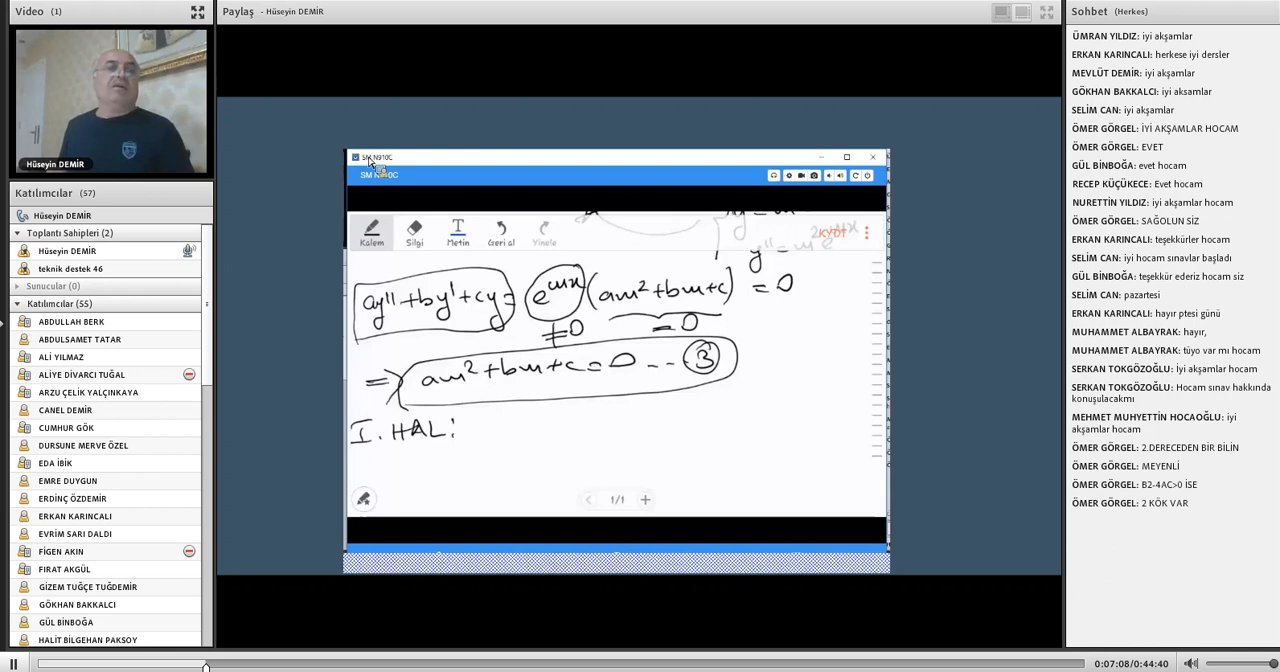 Video (1)
Hüseyin DEMİR
Katılımcılar (57)
Hüseyin DEMİR
Toplantı Sahipleri (2)
Hüseyin DEMİR
teknik destek 46
Sunucular (0)
Katılımcılar (55)
ABDULLAH BERK
ABDULSAMET TATAR
ALİ YILMAZ
ALİYE DİVARCI TUĞAL
ARZU ÇELİK YALÇINKAYA
CANEL DEMİR
CUMHUR GÖK
DURSUNE MERVE ÖZEL
EDA İBİK
EMRE DUYGUN
ERDİNÇ ÖZDEMİR
ERKAN KARINCALI
EVRİM SARI DALDI
FİGEN AKIN
FIRAT AKGÜL
GİZEM TUĞÇE TUĞDEMİR
GÖKHAN BAKKALCI
GÜL BİNBOĞA
HALİT BİLGEHAN PAKSOY
Paylaş - Hüseyin DEMİR
SM N910C
Kalem Silgi Metin Geri al Yinele
ay''+by'+cy= e^{mx} (am²+bm+c) = 0
≠0 =0
=> am²+bm+c=0 --- ③
I. HAL:
1/1
Sohbet (Herkes)
ÜMRAN YILDIZ: iyi akşamlar
ERKAN KARINCALI: herkese iyi dersler
MEVLÜT DEMİR: iyi akşamlar
GÖKHAN BAKKALCI: iyi aksamlar
SELİM CAN: iyi akşamlar
ÖMER GÖRGEL: İYİ AKŞAMLAR HOCAM
ÖMER GÖRGEL: EVET
GÜL BİNBOĞA: evet hocam
RECEP KÜÇÜKECE: Evet hocam
NURETTİN YILDIZ: iyi akşamlar hocam
ÖMER GÖRGEL: SAĞOLUN SİZ
ERKAN KARINCALI: teşekkürler hocam
SELİM CAN: iyi hocam sınavlar başladı
GÜL BİNBOĞA: teşekkür ederiz hocam siz
SELİM CAN: pazartesi
ERKAN KARINCALI: hayır ptesi günü
MUHAMMET ALBAYRAK: hayır,
MUHAMMET ALBAYRAK: tüyo var mı hocam
SERKAN TOKGÖZOĞLU: İyi akşamlar hocam
SERKAN TOKGÖZOĞLU: Hocam sınav hakkında
konuşulacakmı
MEHMET MUHYETTİN HOCAOĞLU: iyi
akşamlar hocam
ÖMER GÖRGEL: 2.DERECEDEN BİR BİLİN
ÖMER GÖRGEL: MEYENLİ
ÖMER GÖRGEL: B2-4AC>0 İSE
ÖMER GÖRGEL: 2 KÖK VAR
0:07:08/0:44:40